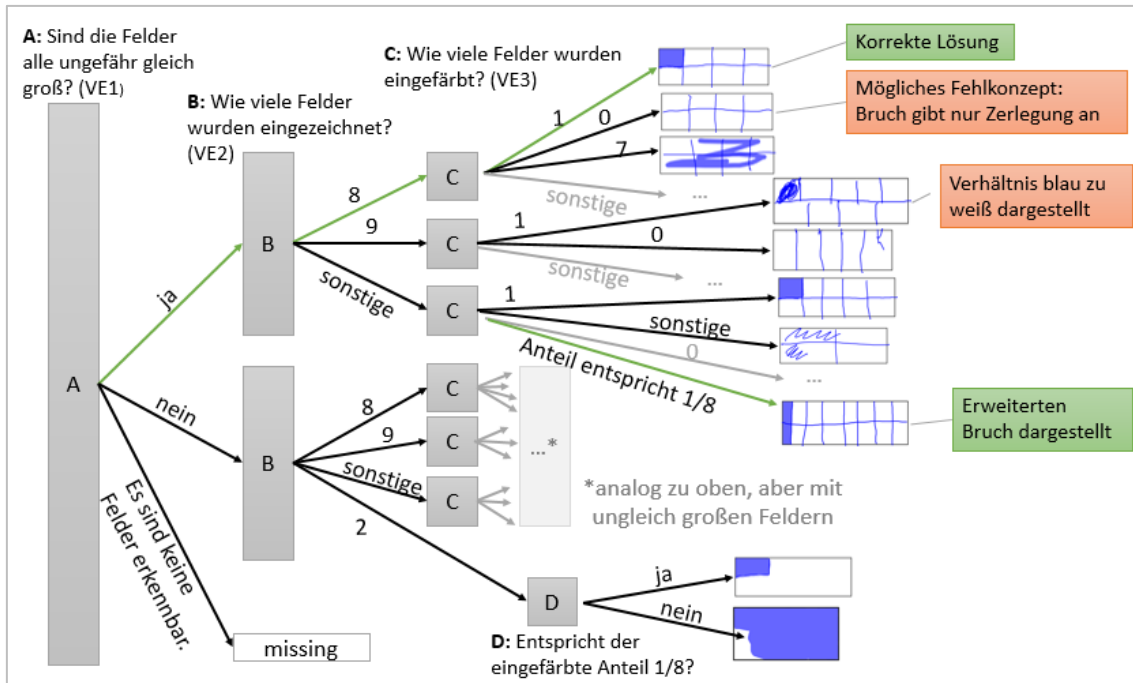 A: Sind die Felder
alle ungefähr gleich
groß? (VE1)
B: Wie viele Felder
wurden eingezeichnet?
(VE2)
C: Wie viele Felder wurden
eingefärbt? (VE3)
Korrekte Lösung
Mögliches Fehlkonzept:
Bruch gibt nur Zerlegung an
Verhältnis blau zu
weiß dargestellt
Erweiterten
Bruch dargestellt
A
ja
nein
Es sind keine
Felder erkennbar.
missing
B
8
9
sonstige
C
1
0
7
sonstige
...
C
1
0
sonstige
...
C
1
sonstige
0
...
Anteil entspricht 1/8
B
8
9
sonstige
2
C
C
C
...*
*analog zu oben, aber mit
ungleich großen Feldern
D
ja
nein
D: Entspricht der
eingefärbte Anteil 1/8?